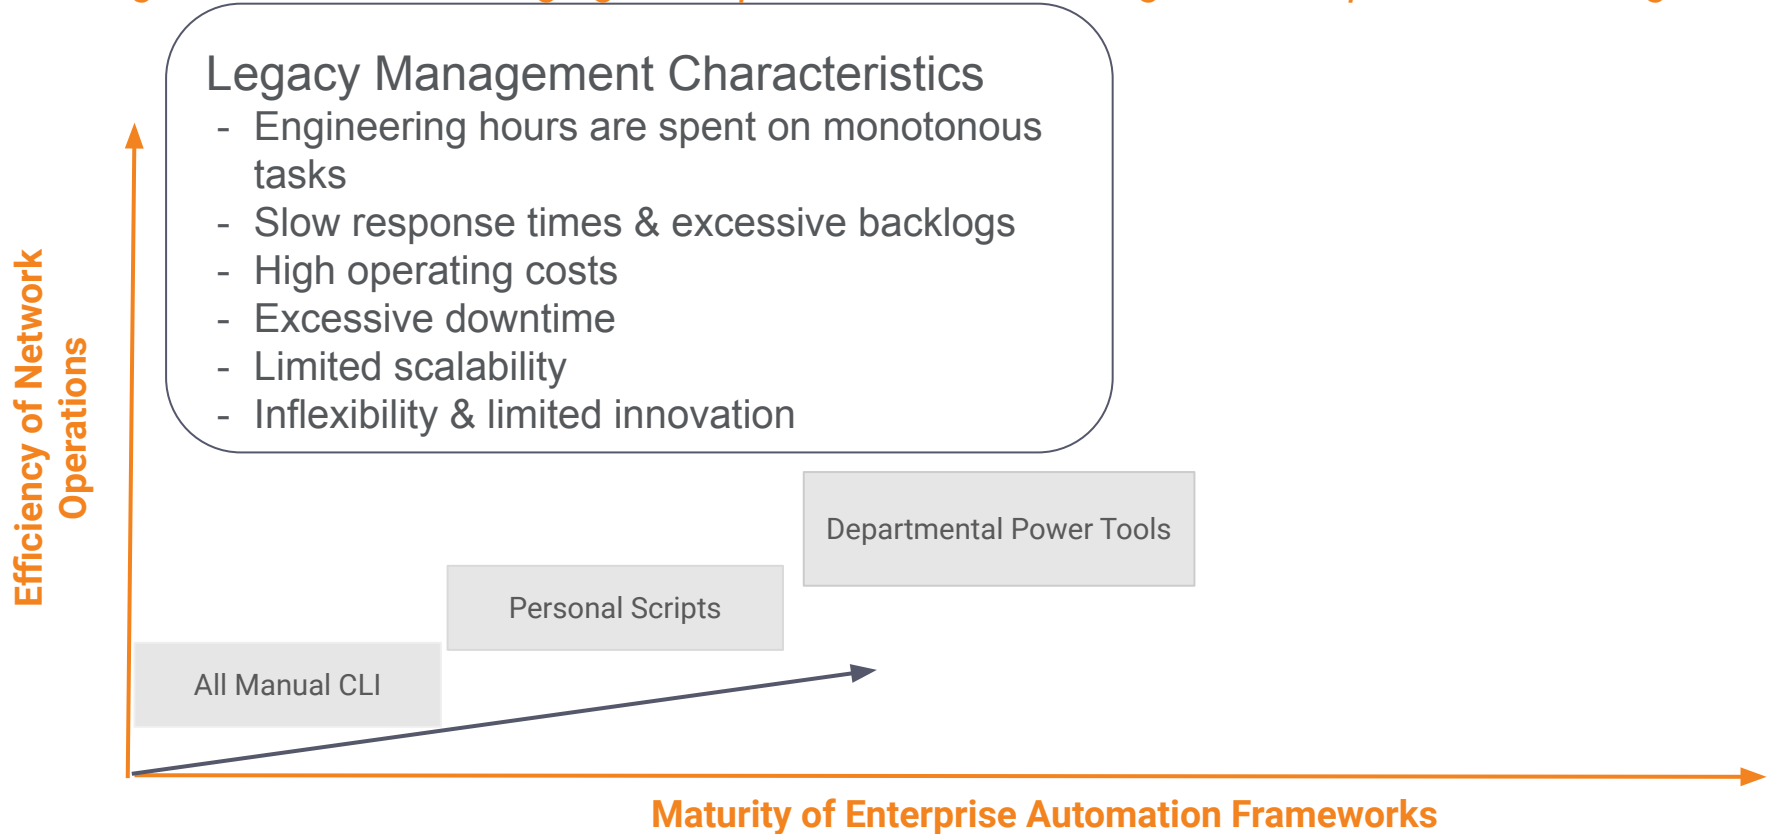 Legacy Management Characteristics
- Engineering hours are spent on monotonous
tasks
- Slow response times & excessive backlogs
- High operating costs
- Excessive downtime
- Limited scalability
- Inflexibility & limited innovation
Efficiency of Network
Operations
Departmental Power Tools
Personal Scripts
All Manual CLI
Maturity of Enterprise Automation Frameworks